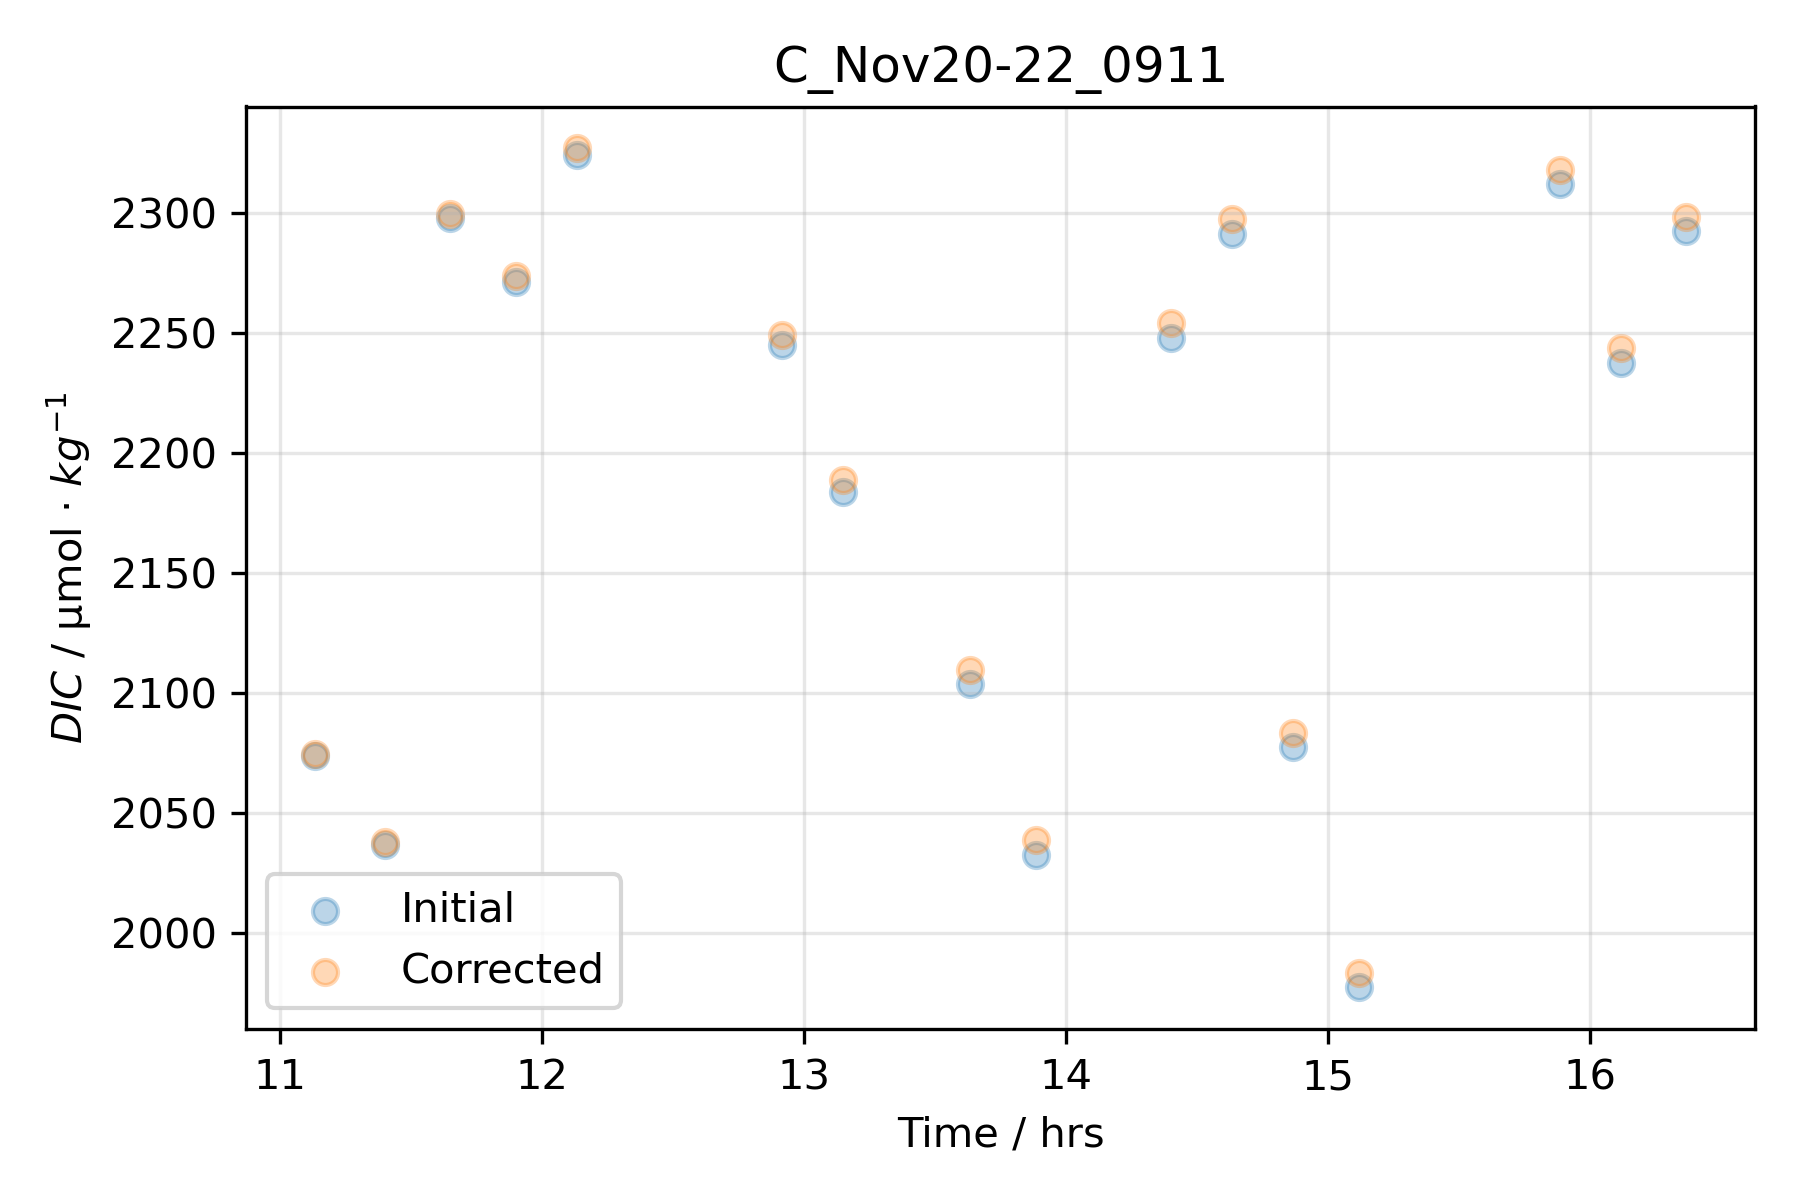 C_Nov20-22_0911
DIC / μmol · kg⁻¹
2300
2250
2200
2150
2100
2050
2000
Initial
Corrected
11 12 13 14 15 16
Time / hrs